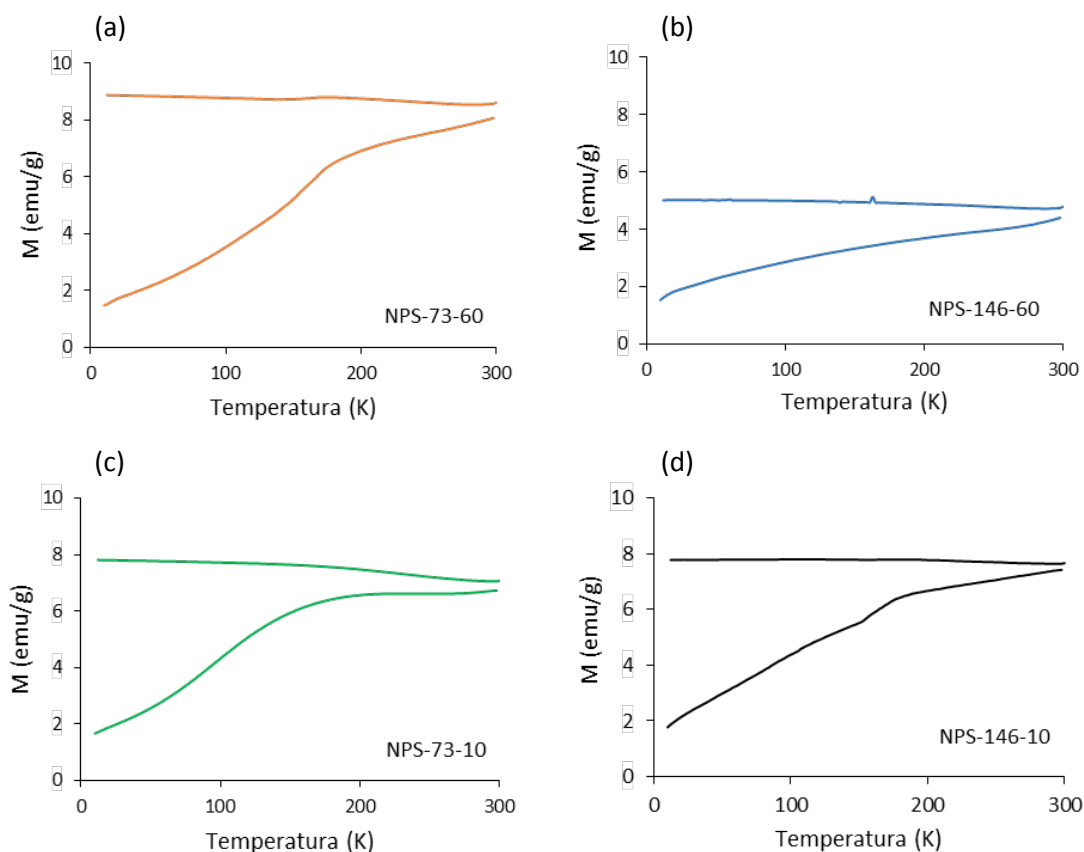 (a)
10
8
6
4
2
0
M (emu/g)
0 100 200 300
Temperatura (K)
NPS-73-60
(b)
10
8
6
4
2
0
M (emu/g)
0 100 200 300
Temperatura (K)
NPS-146-60
(c)
10
8
6
4
2
0
M (emu/g)
0 100 200 300
Temperatura (K)
NPS-73-10
(d)
10
8
6
4
2
0
M (emu/g)
0 100 200 300
Temperatura (K)
NPS-146-10